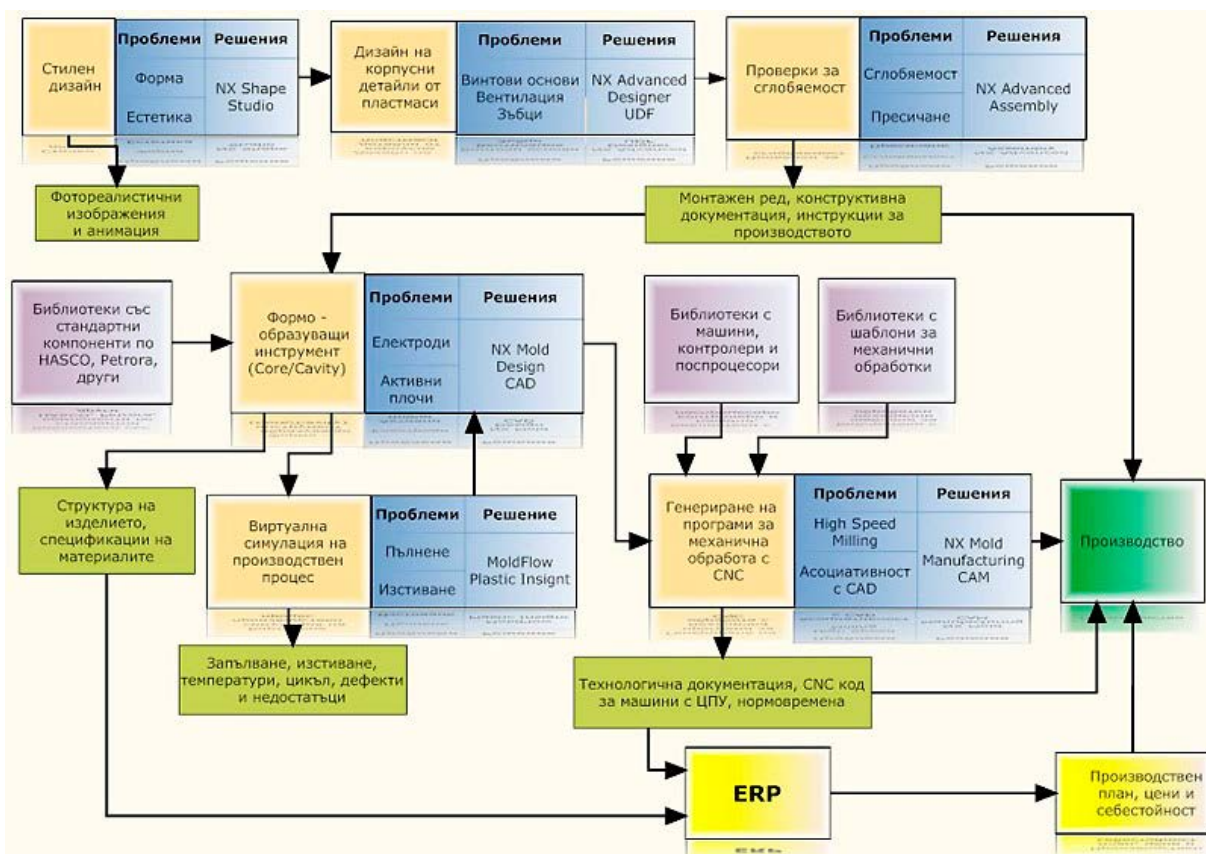 Стилен
дизайн
Проблеми
Решения
Форма
Естетика
NX Shape
Studio
Дизайн на
корпусни
детайли от
пластмаси
Проблеми
Решения
Винтови основи
Вентилация
Зъбци
NX Advanced
Designer
UDF
Проверки за
сглобяемост
Проблеми
Решения
Сглобяемост
Пресичане
NX Advanced
Assembly
Фотореалистични
изображения
и анимация
Монтажен ред, конструктивна
документация, инструкции за
производството
Библиотеки със
стандартни
компоненти по
HASCO, Petrora,
други
Формо -
образуващи
инструмент
(Core/Cavity)
Проблеми
Решения
Електроди
Активни
плочи
NX Mold
Design
CAD
Библиотеки с
машини,
контролери и
поспроцесори
Библиотеки с
шаблони за
механични
обработки
Структура на
изделието,
спецификации на
материалите
Виртуална
симулация на
производствен
процес
Проблеми
Решение
Пълнене
Изстиване
MoldFlow
Plastic Insignt
Генериране на
програми за
механична
обработа с
CNC
Проблеми
Решения
High Speed
Milling
Асоциативност
с CAD
NX Mold
Manufacturing
CAM
Производство
Запълване, изстиване,
температури, цикъл, дефекти
и недостатъци
Технологична документация, CNC код
за машини с ЦПУ, нормовремена
ERP
Производствен
план, цени и
себестойност